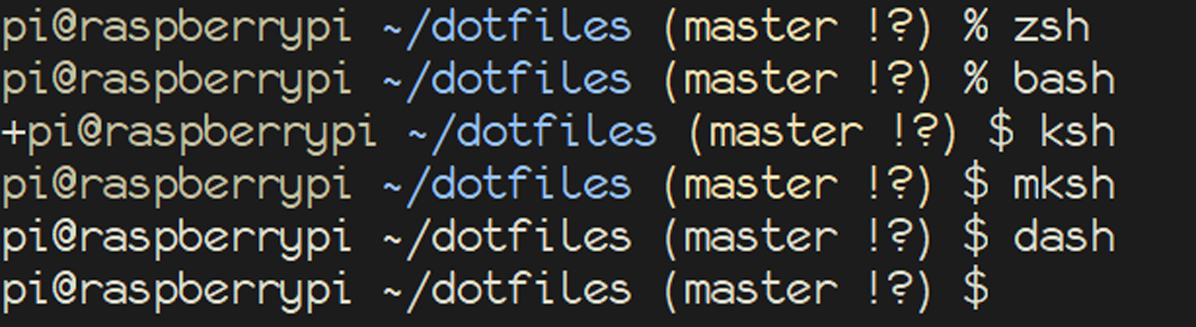 pi@raspberrypi ~/dotfiles (master !?) % zsh
pi@raspberrypi ~/dotfiles (master !?) % bash
+pi@raspberrypi ~/dotfiles (master !?) $ ksh
pi@raspberrypi ~/dotfiles (master !?) $ mksh
pi@raspberrypi ~/dotfiles (master !?) $ dash
pi@raspberrypi ~/dotfiles (master !?) $